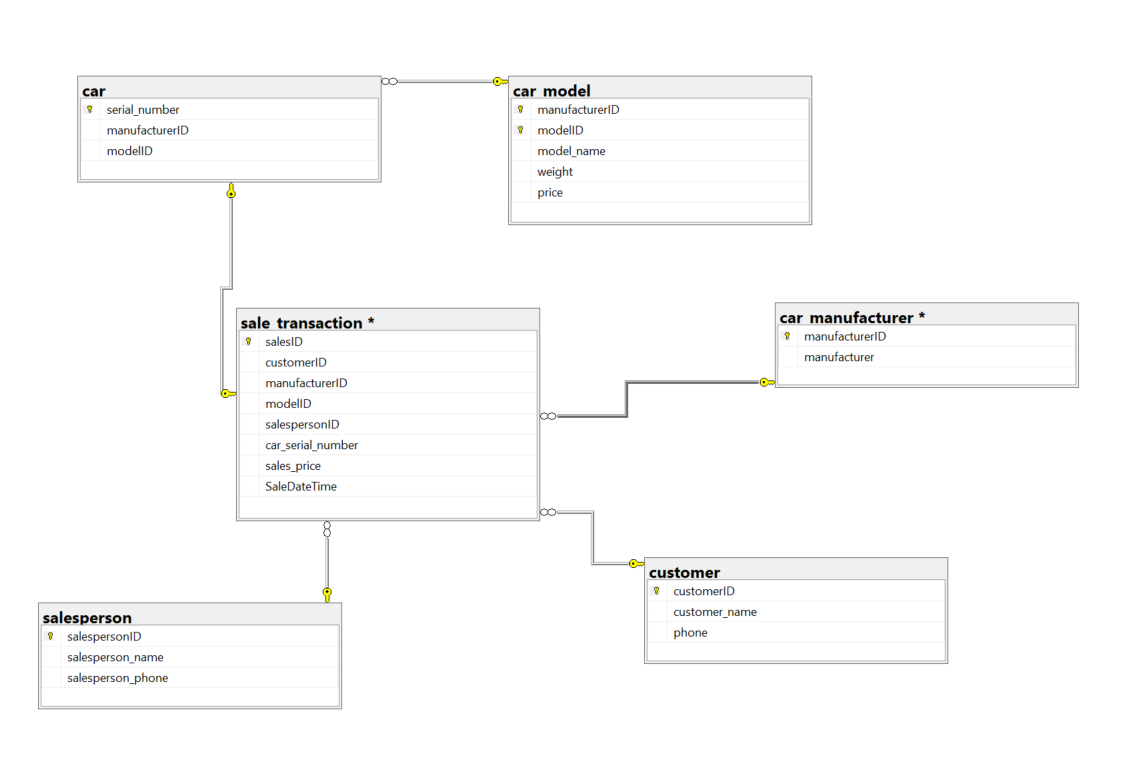 car
serial_number
manufacturerID
modelID
car_model
manufacturerID
modelID
model_name
weight
price
sale_transaction *
salesID
customerID
manufacturerID
modelID
salespersonID
car_serial_number
sales_price
SaleDateTime
car_manufacturer *
manufacturerID
manufacturer
customer
customerID
customer_name
phone
salesperson
salespersonID
salesperson_name
salesperson_phone